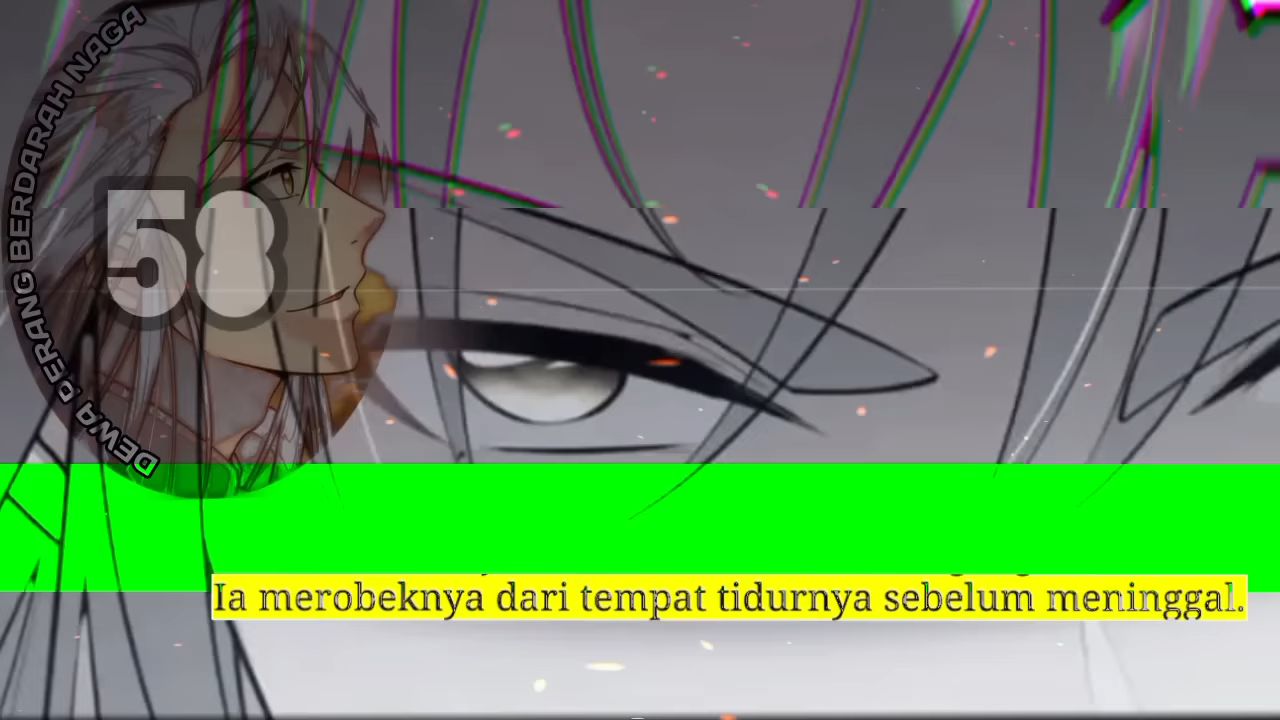 DEWA PERANG BERDARAH NAGA
58
Ia merobeknya dari tempat tidurnya sebelum meninggal.